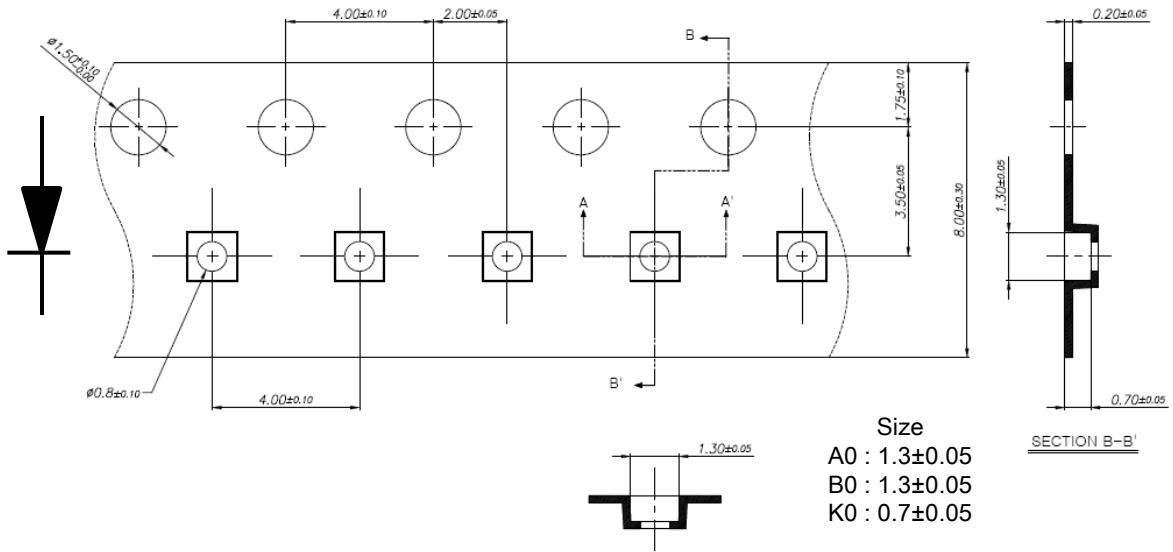 4.00±0.10
2.00±0.05
0.20±0.05
B
ø1.50+0.10
-0.00
1.75±0.10
3.50±0.05
8.00±0.30
1.30±0.05
A
A'
B'
ø0.8±0.10
4.00±0.10
0.70±0.05
SECTION B-B'
1.30±0.05
Size
A0 : 1.3±0.05
B0 : 1.3±0.05
K0 : 0.7±0.05